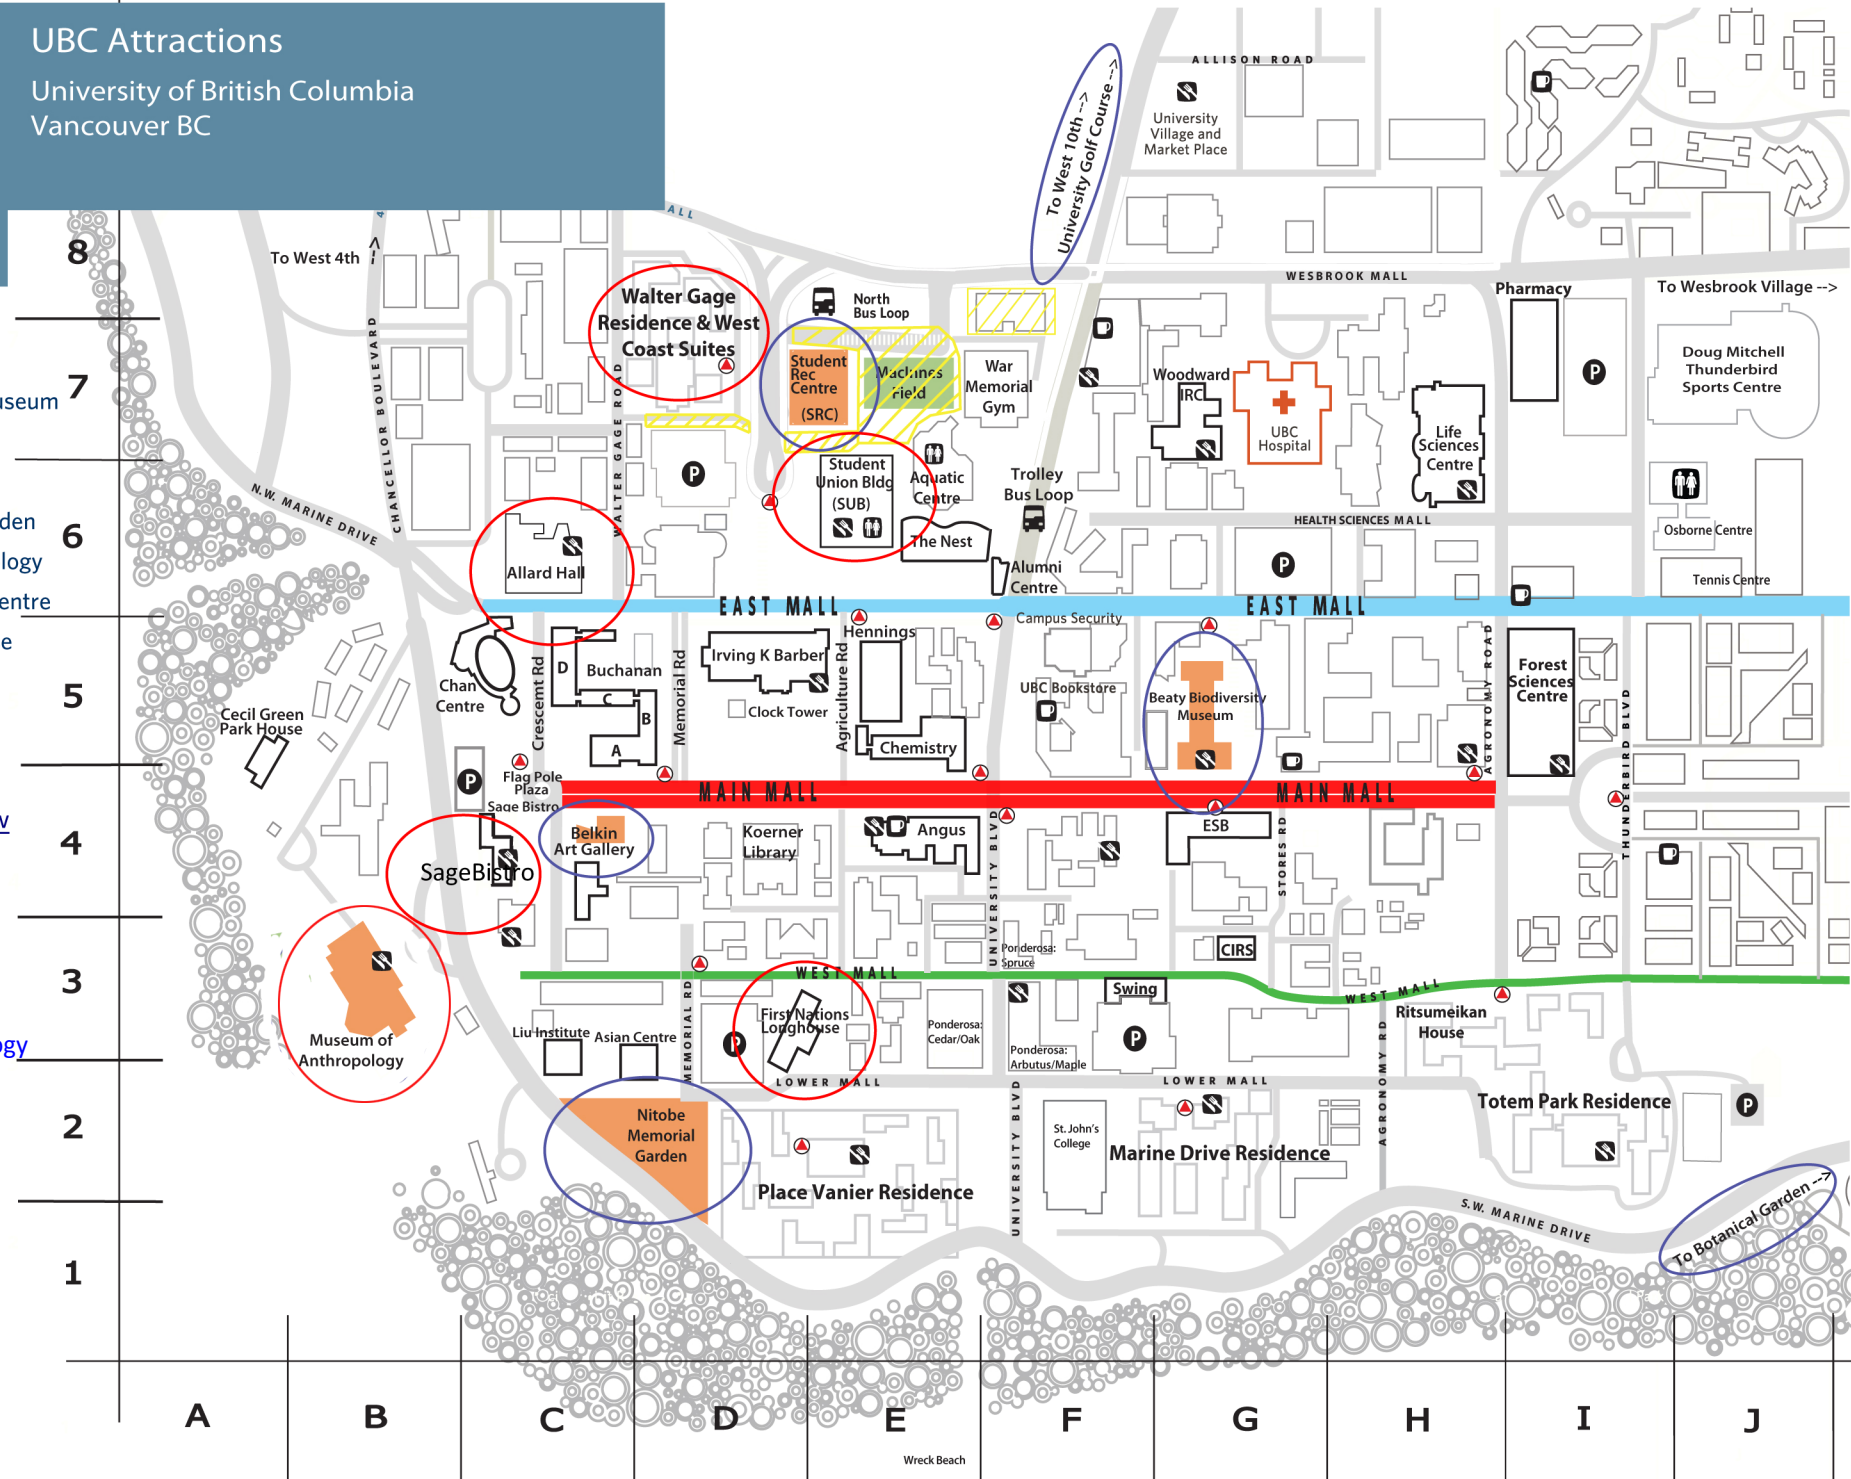 UBC Attractions
University of British Columbia
Vancouver BC
ALL
4
To West 4th -->
To West 10th -->
University Golf Course -->
ALLISON ROAD
University
Village and
Market Place
WESBROOK MALL
Pharmacy
To Wesbrook Village -->
8
Walter Gage
Residence & West
Coast Suites
North
Bus Loop
7
useum
CHANCELLOR BOULEVARD
WALTER GAGE ROAD
Student
Rec
Centre
(SRC)
MacInnes
Field
War
Memorial
Gym
Woodward
IRC
UBC
Hospital
Life
Sciences
Centre
P
Doug Mitchell
Thunderbird
Sports Centre
P
Student
Union Bldg
(SUB)
Aquatic
Centre
The Nest
Trolley
Bus Loop
Alumni
Centre
HEALTH SCIENCES MALL
P
Osborne Centre
Tennis Centre
N.W. MARINE DRIVE
6
den
logy
entre
e
Allard Hall
EAST MALL
EAST MALL
Campus Security
Hennings
5
Chan
Centre
Crescent Rd
D
Buchanan
C
B
A
Memorial Rd
Irving K Barber
Clock Tower
Agriculture Rd
Chemistry
UBC Bookstore
Beaty Biodiversity
Museum
AGRONOMY ROAD
Forest
Sciences
Centre
THUNDERBIRD BLVD
Cecil Green
Park House
P
Flag Pole
Plaza
Sage Bistro
MAIN MALL
MAIN MALL
w
4
SageBistro
Belkin
Art Gallery
Koerner
Library
Angus
UNIVERSITY BLVD
ESB
STORES RD
3
Ponderosa:
Spruce
CIRS
WEST MALL
WEST MALL
Swing
Ritsumeikan
House
ogy
Museum of
Anthropology
Liu Institute
Asian Centre
MEMORIAL RD
P
First Nations
Longhouse
Ponderosa:
Cedar/Oak
Ponderosa:
Arbutus/Maple
P
AGRONOMY RD
LOWER MALL
LOWER MALL
2
Nitobe
Memorial
Garden
Place Vanier Residence
UNIVERSITY BLVD
St. John's
College
Marine Drive Residence
Totem Park Residence
P
S.W. MARINE DRIVE
To Botanical Garden -->
1
A
B
C
D
E
F
G
H
I
J
Wreck Beach